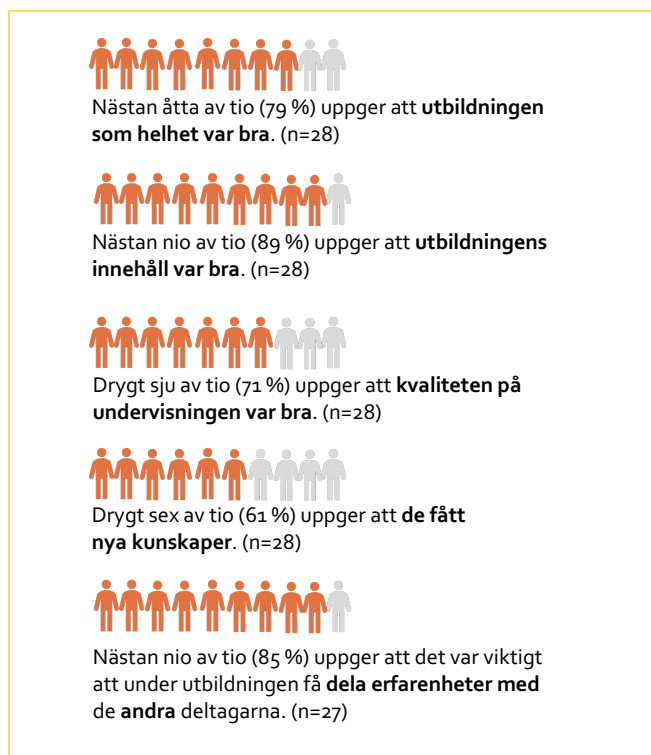 Nästan åtta av tio (79 %) uppger att utbildningen
som helhet var bra. (n=28)
Nästan nio av tio (89 %) uppger att utbildningens
innehåll var bra. (n=28)
Drygt sju av tio (71 %) uppger att kvaliteten på
undervisningen var bra. (n=28)
Drygt sex av tio (61 %) uppger att de fått
nya kunskaper. (n=28)
Nästan nio av tio (85 %) uppger att det var viktigt
att under utbildningen få dela erfarenheter med
de andra deltagarna. (n=27)